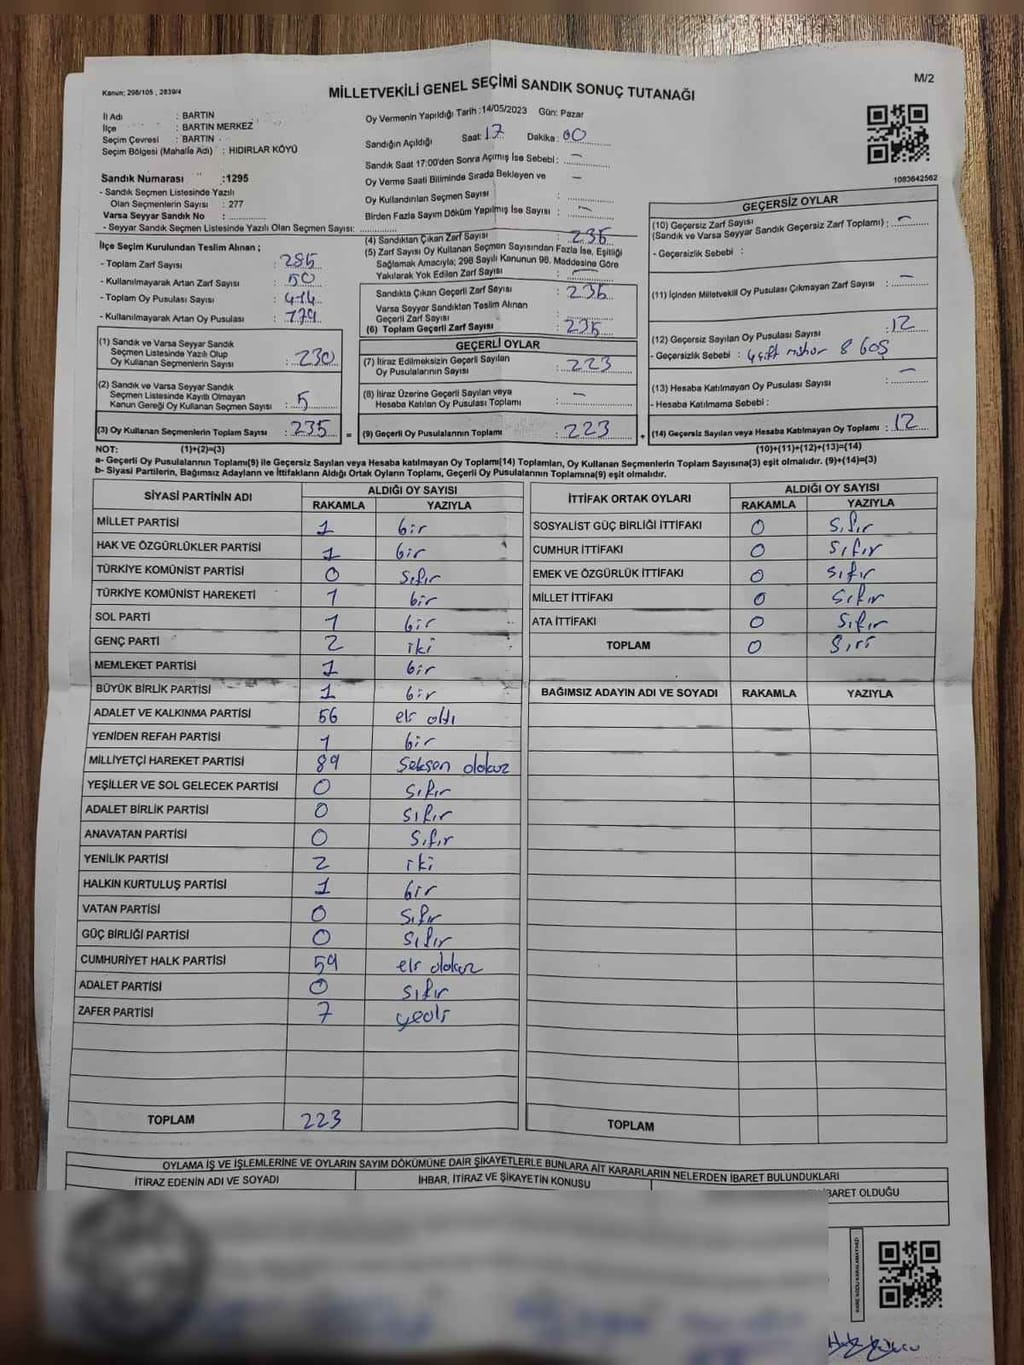 Kanun: 298/105 , 2839/4
MİLLETVEKİLİ GENEL SEÇİMİ SANDIK SONUÇ TUTANAĞI
M/2
İl Adı : BARTIN
İlçe : BARTIN MERKEZ
Seçim Çevresi : BARTIN
Seçim Bölgesi (Mahalle Adı) : HIDIRLAR KÖYÜ
Sandık Numarası :1295
- Sandık Seçmen Listesinde Yazılı
Olan Seçmenlerin Sayısı : 277
Varsa Seyyar Sandık No :
- Seyyar Sandık Seçmen Listesinde Yazılı Olan Seçmen Sayısı:
Oy Vermenin Yapıldığı Tarih :14/05/2023 Gün: Pazar
Sandığın Açıldığı Saat: 17 Dakika: 00
Sandık Saat 17:00'den Sonra Açımış İse Sebebi : —
Oy Verme Saati Biliminde Sırada Bekleyen ve
Oy Kullandırılan Seçmen Sayısı : —
Birden Fazla Sayım Döküm Yapılmış İse Sayısı : —
1083642562
İlçe Seçim Kurulundan Teslim Alınan ;
- Toplam Zarf Sayısı : 285
- Kullanılmayarak Artan Zarf Sayısı : 50
- Toplam Oy Pusulası Sayısı : 414
- Kullanılmayarak Artan Oy Pusulası : 179
(1) Sandık ve Varsa Seyyar Sandık
Seçmen Listesinde Yazılı Olup
Oy Kullanan Seçmenlerin Sayısı : 230
(2) Sandık ve Varsa Seyyar Sandık
Seçmen Listesinde Kayıtlı Olmayan
Kanun Gereği Oy Kullanan Seçmen Sayısı : 5
(3) Oy Kullanan Seçmenlerin Toplam Sayısı : 235
(4) Sandıktan Çıkan Zarf Sayısı : 235
(5) Zarf Sayısı Oy Kullanan Seçmen Sayısından Fazla İse, Eşitliği
Sağlamak Amacıyla; 298 Sayılı Kanunun 98. Maddesine Göre
Yakılarak Yok Edilen Zarf Sayısı : —
Sandıkta Çıkan Geçerli Zarf Sayısı : 235
Varsa Seyyar Sandıktan Teslim Alınan
Geçerli Zarf Sayısı :
(6) Toplam Geçerli Zarf Sayısı : 235
GEÇERLİ OYLAR
(7) İtiraz Edilmeksizin Geçerli Sayılan
Oy Pusulalarının Sayısı : 223
(8) İtiraz Üzerine Geçerli Sayılan veya
Hesaba Katılan Oy Pusulası Toplamı : —
= (9) Geçerli Oy Pusulalarının Toplamı : 223 +
GEÇERSİZ OYLAR
(10) Geçersiz Zarf Sayısı
(Sandık ve Varsa Seyyar Sandık Geçersiz Zarf Toplamı) : —
- Geçersizlik Sebebi :
(11) İçinden Milletvekili Oy Pusulası Çıkmayan Zarf Sayısı : —
(12) Geçersiz Sayılan Oy Pusulası Sayısı : 12
- Geçersizlik Sebebi : 4 çift mühür 8 boş
(13) Hesaba Katılmayan Oy Pusulası Sayısı : —
- Hesaba Katılmama Sebebi :
(14) Geçersiz Sayılan veya Hesaba Katılmayan Oy Toplamı : 12
NOT: (1)+(2)=(3) (10)+(11)+(12)+(13)=(14)
a- Geçerli Oy Pusulalarının Toplamı(9) ile Geçersiz Sayılan veya Hesaba katılmayan Oy Toplamı(14) Toplamları, Oy Kullanan Seçmenlerin Toplam Sayısına(3) eşit olmalıdır. (9)+(14)=(3)
b- Siyasi Partilerin, Bağımsız Adayların ve İttifakların Aldığı Ortak Oyların Toplamı, Geçerli Oy Pusulalarının Toplamına(9) eşit olmalıdır.
SİYASİ PARTİNİN ADI ALDIĞI OY SAYISI
RAKAMLA YAZIYLA
MİLLET PARTİSİ 1 bir
HAK VE ÖZGÜRLÜKLER PARTİSİ 1 bir
TÜRKİYE KOMÜNİST PARTİSİ 0 sıfır
TÜRKİYE KOMÜNİST HAREKETİ 1 bir
SOL PARTİ 1 bir
GENÇ PARTİ 2 iki
MEMLEKET PARTİSİ 1 bir
BÜYÜK BİRLİK PARTİSİ 1 bir
ADALET VE KALKINMA PARTİSİ 56 elli altı
YENİDEN REFAH PARTİSİ 1 bir
MİLLİYETÇİ HAREKET PARTİSİ 89 seksen dokuz
YEŞİLLER VE SOL GELECEK PARTİSİ 0 sıfır
ADALET BİRLİK PARTİSİ 0 sıfır
ANAVATAN PARTİSİ 0 sıfır
YENİLİK PARTİSİ 2 iki
HALKIN KURTULUŞ PARTİSİ 1 bir
VATAN PARTİSİ 0 sıfır
GÜÇ BİRLİĞİ PARTİSİ 0 sıfır
CUMHURİYET HALK PARTİSİ 59 elli dokuz
ADALET PARTİSİ 0 sıfır
ZAFER PARTİSİ 7 yedi
TOPLAM 223
İTTİFAK ORTAK OYLARI ALDIĞI OY SAYISI
RAKAMLA YAZIYLA
SOSYALİST GÜÇ BİRLİĞİ İTTİFAKI 0 sıfır
CUMHUR İTTİFAKI 0 sıfır
EMEK VE ÖZGÜRLÜK İTTİFAKI 0 sıfır
MİLLET İTTİFAKI 0 sıfır
ATA İTTİFAKI 0 sıfır
TOPLAM 0
BAĞIMSIZ ADAYIN ADI VE SOYADI RAKAMLA YAZIYLA
TOPLAM
OYLAMA İŞ VE İŞLEMLERİNE VE OYLARIN SAYIM DÖKÜMÜNE DAİR ŞİKAYETLERLE BUNLARA AİT KARARLARIN NELERDEN İBARET BULUNDUKLARI
İTİRAZ EDENİN ADI VE SOYADI İHBAR, İTİRAZ VE ŞİKAYETİN KONUSU İBARET OLDUĞU